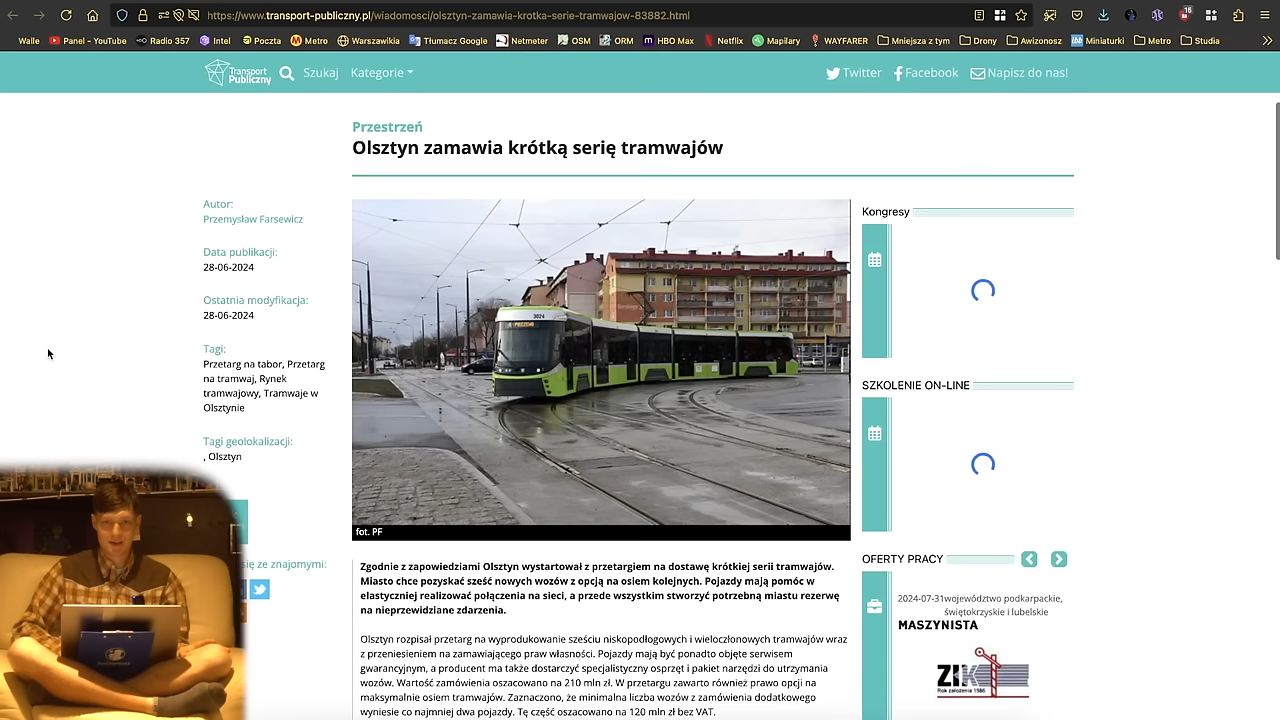 https://www.transport-publiczny.pl/wiadomosci/olsztyn-zamawia-krotka-serie-tramwajow-83882.html
15
Walle
Panel - YouTube
Radio 357
Intel
Poczta
Metro
Warszawikia
Tłumacz Google
Netmeter
OSM
ORM
HBO Max
Netflix
Mapilary
WAYFARER
Mniejsza z tym
Drony
Awizonosz
Miniaturki
Metro
Studia
Transport
Publiczny
Szukaj
Kategorie
Twitter
Facebook
Napisz do nas!
Przestrzeń
Olsztyn zamawia krótką serię tramwajów
Autor:
Przemysław Farsewicz
Data publikacji:
28-06-2024
Ostatnia modyfikacja:
28-06-2024
Tagi:
Przetarg na tabor, Przetarg
na tramwaj, Rynek
tramwajowy, Tramwaje w
Olsztynie
Tagi geolokalizacji:
, Olsztyn
się ze znajomymi:
3024
fot. PF
Zgodnie z zapowiedziami Olsztyn wystartował z przetargiem na dostawę krótkiej serii tramwajów.
Miasto chce pozyskać sześć nowych wozów z opcją na osiem kolejnych. Pojazdy mają pomóc w
elastyczniej realizować połączenia na sieci, a przede wszystkim stworzyć potrzebną miastu rezerwę
na nieprzewidziane zdarzenia.
Olsztyn rozpisał przetarg na wyprodukowanie sześciu niskopodłogowych i wieloczłonowych tramwajów wraz
z przeniesieniem na zamawiającego praw własności. Pojazdy mają być ponadto objęte serwisem
gwarancyjnym, a producent ma także dostarczyć specjalistyczny osprzęt i pakiet narzędzi do utrzymania
wozów. Wartość zamówienia oszacowano na 210 mln zł. W przetargu zawarto również prawo opcji na
maksymalnie osiem tramwajów. Zaznaczono, że minimalna liczba wozów z zamówienia dodatkowego
wyniesie co najmniej dwa pojazdy. Tę część oszacowano na 120 mln zł bez VAT.
Kongresy
SZKOLENIE ON-LINE
OFERTY PRACY
2024-07-31województwo podkarpackie,
świętokrzyskie i lubelskie
MASZYNISTA
ZIK
Rok założenia 1986